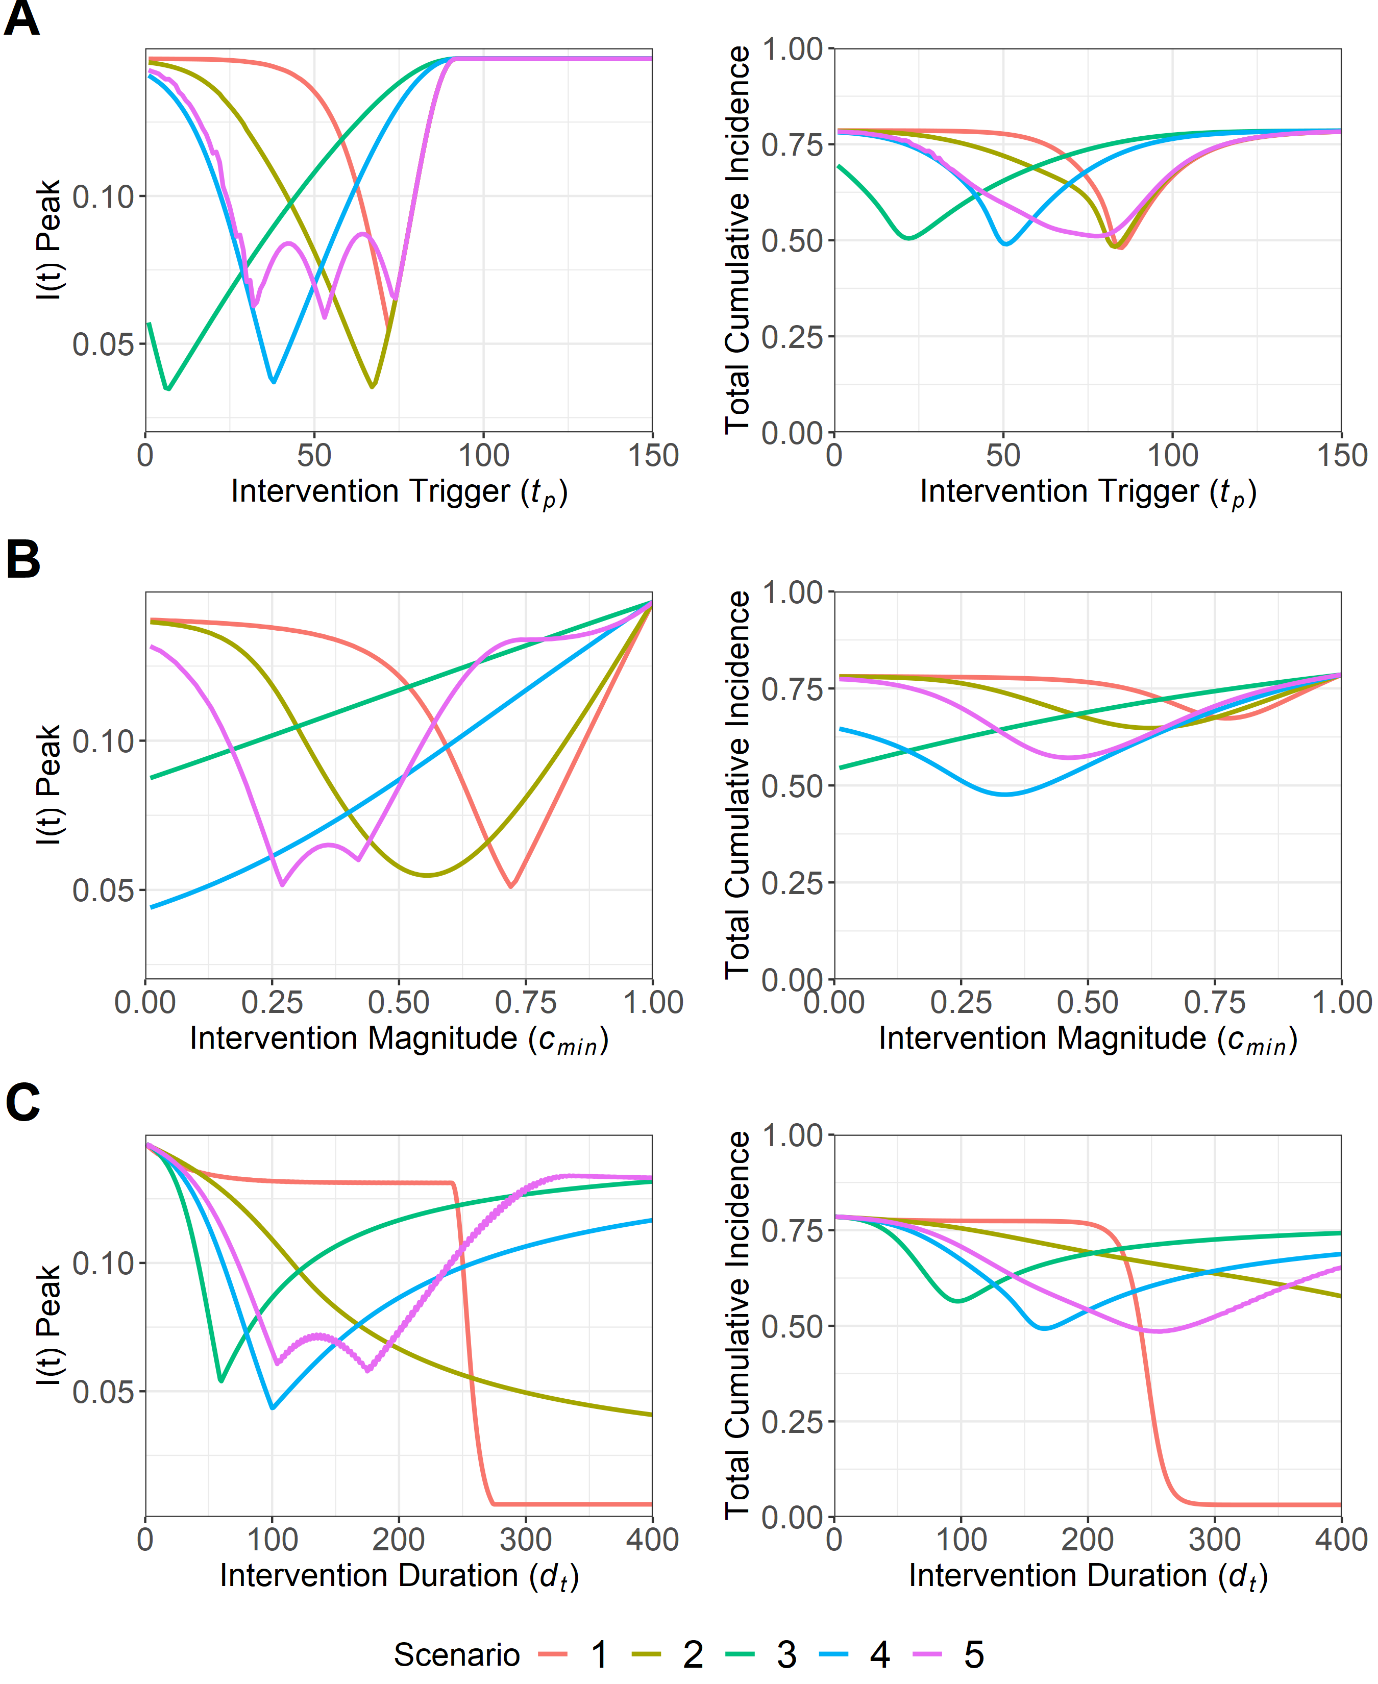 A
I(t) Peak
0.10
0.05
0 50 100 150
Intervention Trigger (tp)
Total Cumulative Incidence
1.00
0.75
0.50
0.25
0.00
0 50 100 150
Intervention Trigger (tp)
B
I(t) Peak
0.10
0.05
0.00 0.25 0.50 0.75 1.00
Intervention Magnitude (cmin)
Total Cumulative Incidence
1.00
0.75
0.50
0.25
0.00
0.00 0.25 0.50 0.75 1.00
Intervention Magnitude (cmin)
C
I(t) Peak
0.10
0.05
0 100 200 300 400
Intervention Duration (dt)
Total Cumulative Incidence
1.00
0.75
0.50
0.25
0.00
0 100 200 300 400
Intervention Duration (dt)
Scenario 1 2 3 4 5